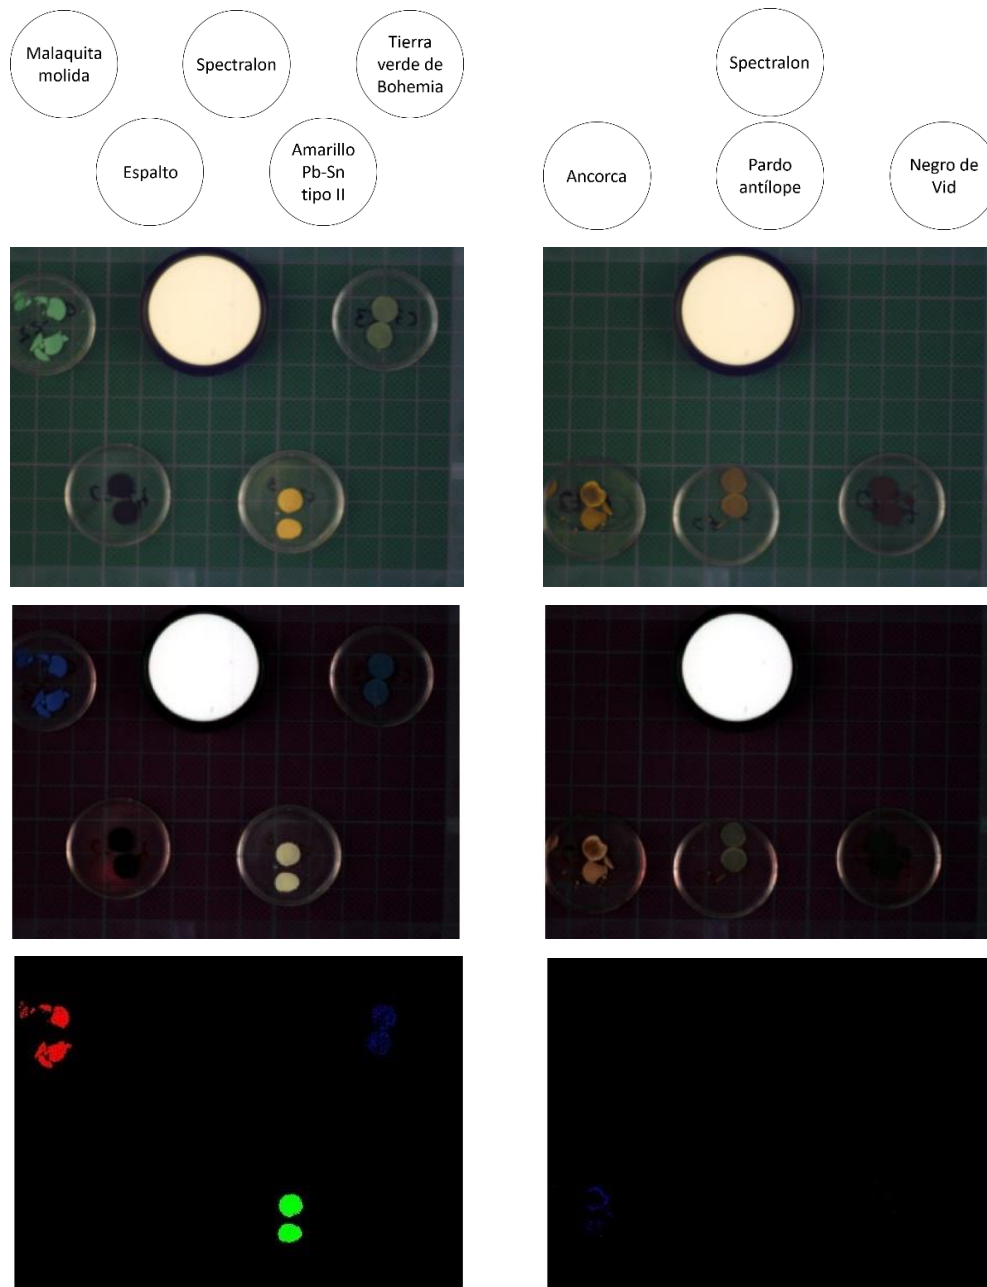 Malaquita
molida
Spectralon
Tierra
verde de
Bohemia
Espalto
Amarillo
Pb-Sn
tipo II
Spectralon
Ancorca
Pardo
antílope
Negro de
Vid